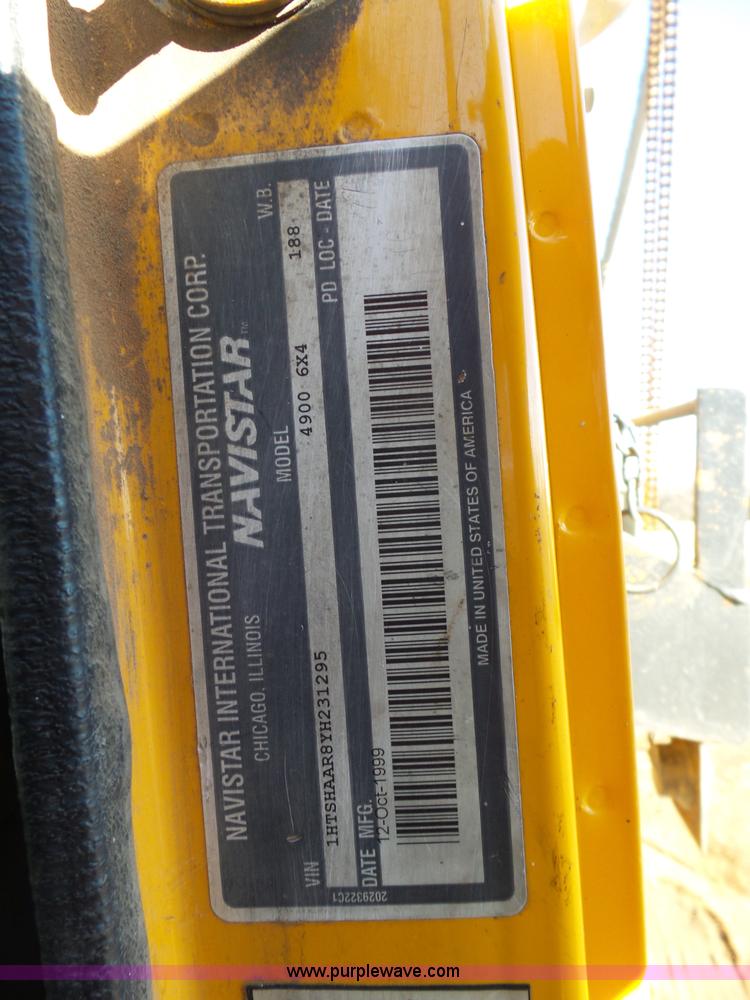 NAVISTAR INTERNATIONAL TRANSPORTATION CORP.
CHICAGO, ILLINOIS NAVISTAR™
VIN MODEL W.B.
1HTSHAAR8YH231295 4900 6X4 188
DATE MFG. PD LOC - DATE
12-Oct-1999
MADE IN UNITED STATES OF AMERICA
2029322C1
www.purplewave.com